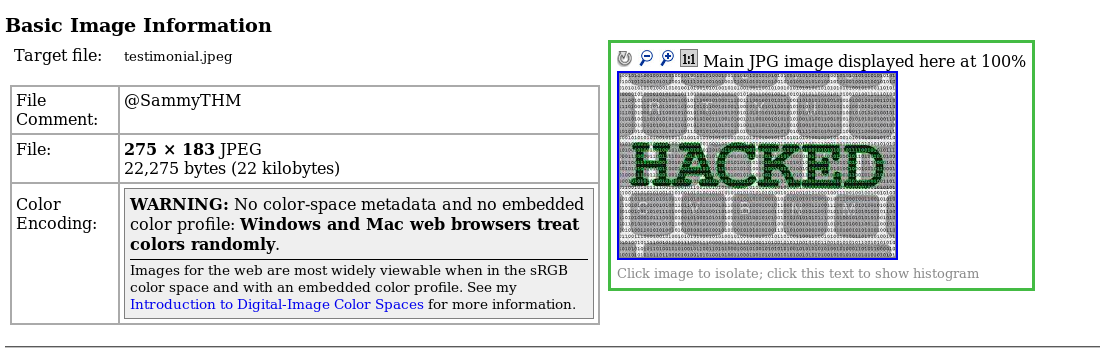 Basic Image Information
Target file: testimonial.jpeg
File Comment: @SammyTHM
File: 275 × 183 JPEG
22,275 bytes (22 kilobytes)
Color Encoding:
WARNING: No color-space metadata and no embedded
color profile: Windows and Mac web browsers treat
colors randomly.
Images for the web are most widely viewable when in the sRGB
color space and with an embedded color profile. See my
Introduction to Digital-Image Color Spaces for more information.
1:1 Main JPG image displayed here at 100%
HACKED
Click image to isolate; click this text to show histogram